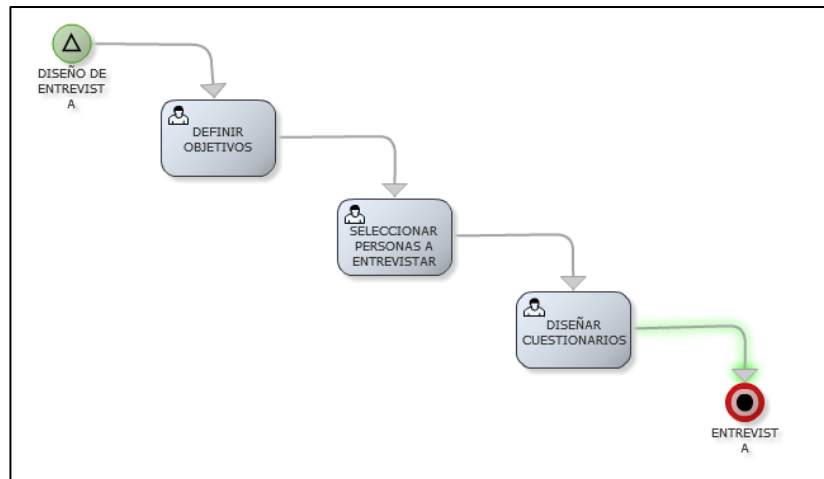 DISEÑO DE
ENTREVIST
A
DEFINIR
OBJETIVOS
SELECCIONAR
PERSONAS A
ENTREVISTAR
DISEÑAR
CUESTIONARIOS
ENTREVIST
A